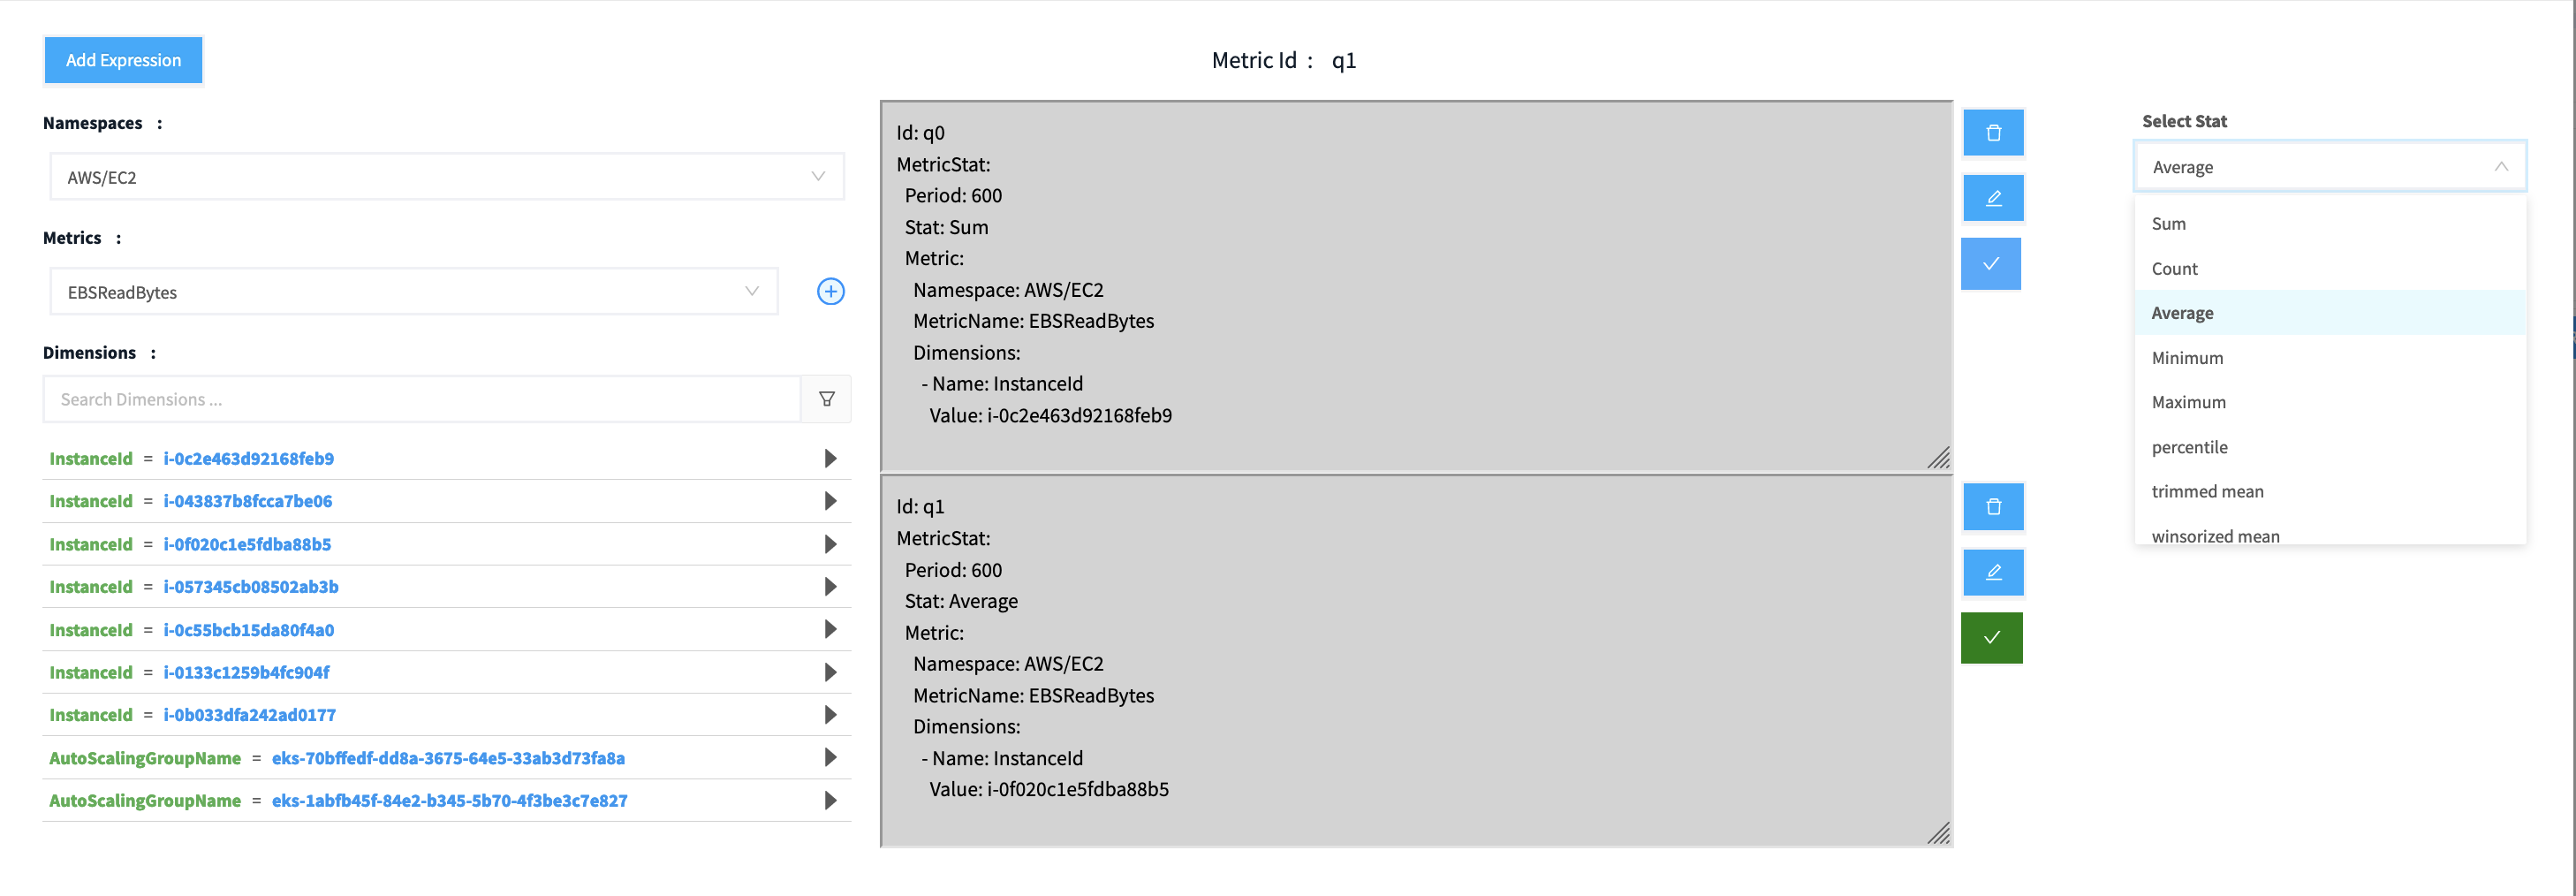 Add Expression
Metric Id : q1
Namespaces :
AWS/EC2
Metrics :
EBSReadBytes
Dimensions :
Search Dimensions ...
InstanceId = i-0c2e463d92168feb9
InstanceId = i-043837b8fcca7be06
InstanceId = i-0f020c1e5fdba88b5
InstanceId = i-057345cb08502ab3b
InstanceId = i-0c55bcb15da80f4a0
InstanceId = i-0133c1259b4fc904f
InstanceId = i-0b033dfa242ad0177
AutoScalingGroupName = eks-70bffedf-dd8a-3675-64e5-33ab3d73fa8a
AutoScalingGroupName = eks-1abfb45f-84e2-b345-5b70-4f3be3c7e827
Id: q0
MetricStat:
Period: 600
Stat: Sum
Metric:
Namespace: AWS/EC2
MetricName: EBSReadBytes
Dimensions:
- Name: InstanceId
Value: i-0c2e463d92168feb9
Id: q1
MetricStat:
Period: 600
Stat: Average
Metric:
Namespace: AWS/EC2
MetricName: EBSReadBytes
Dimensions:
- Name: InstanceId
Value: i-0f020c1e5fdba88b5
Select Stat
Average
Sum
Count
Average
Minimum
Maximum
percentile
trimmed mean
winsorized mean